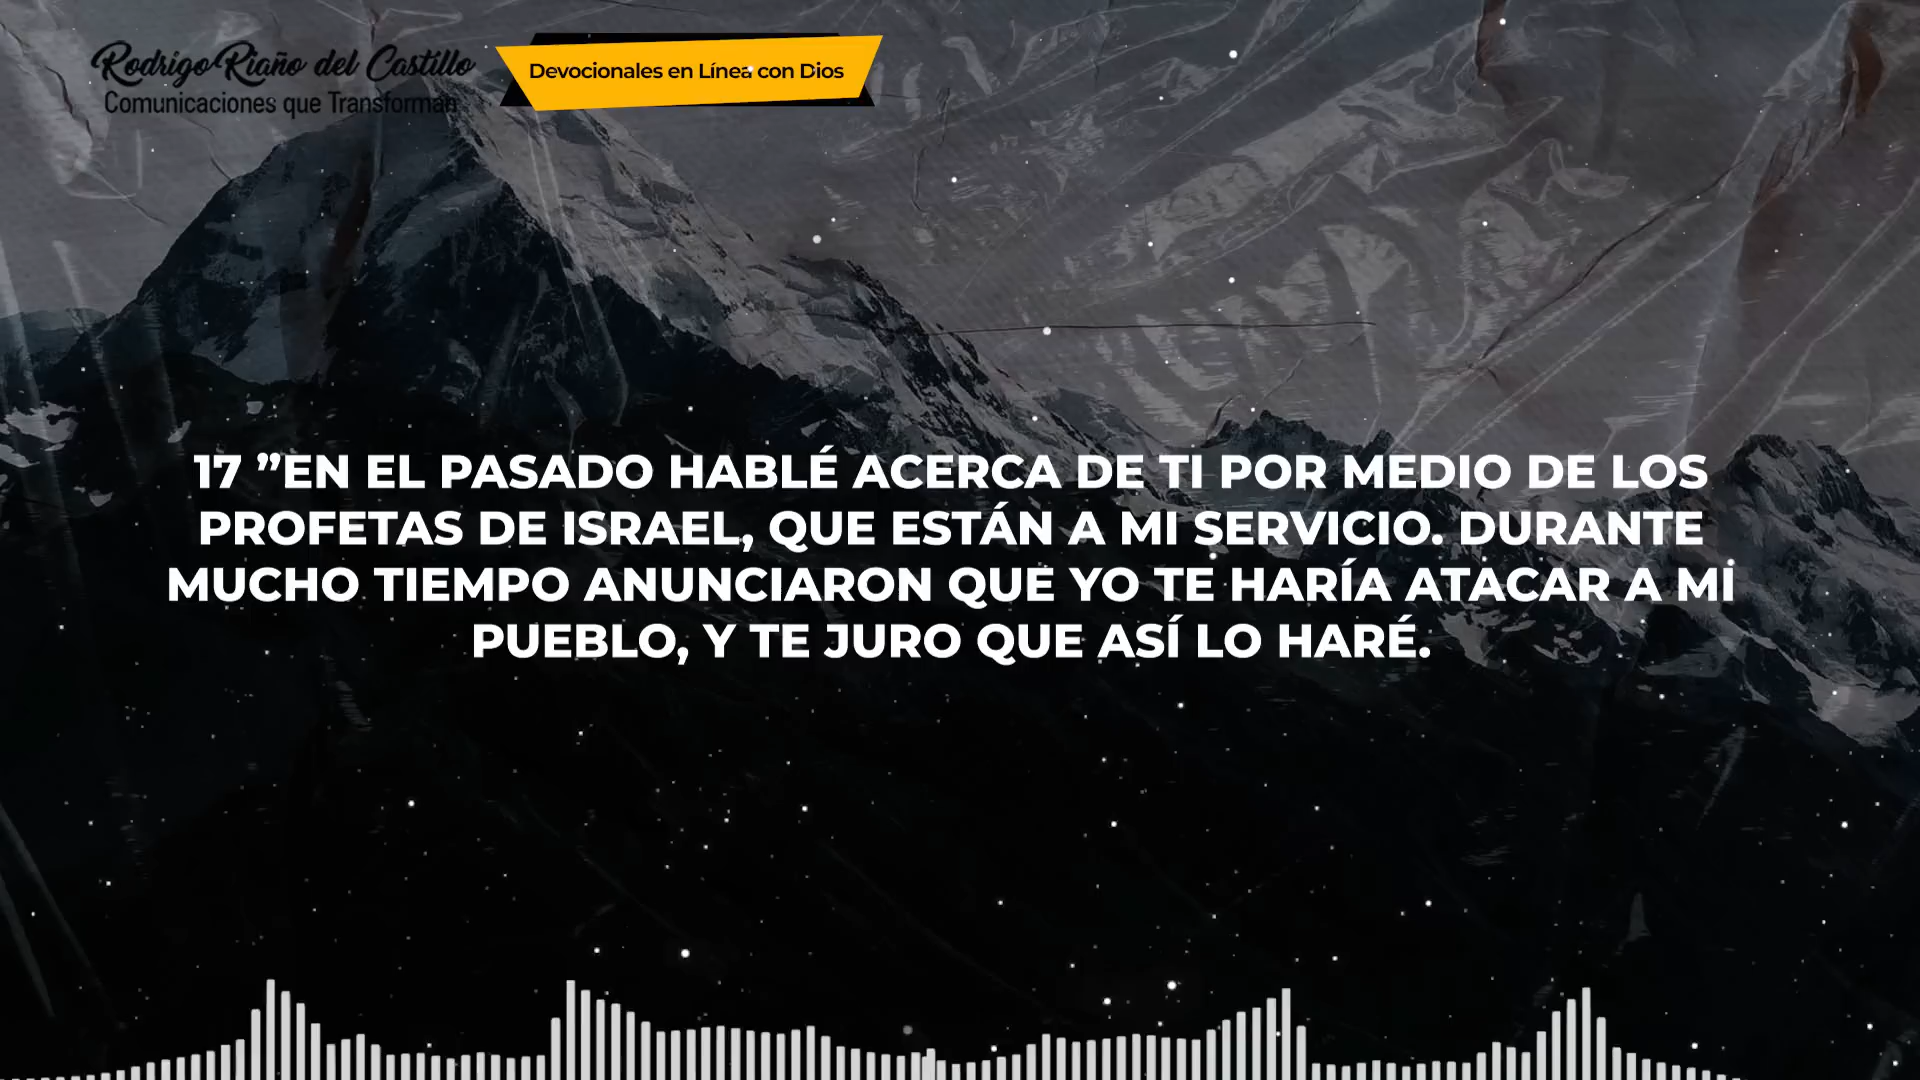 Rodrigo Riaño del Castillo
Comunicaciones que Transforman
Devocionales en Línea con Dios
17 ”EN EL PASADO HABLÉ ACERCA DE TI POR MEDIO DE LOS
PROFETAS DE ISRAEL, QUE ESTÁN A MI SERVICIO. DURANTE
MUCHO TIEMPO ANUNCIARON QUE YO TE HARÍA ATACAR A MI
PUEBLO, Y TE JURO QUE ASÍ LO HARÉ.